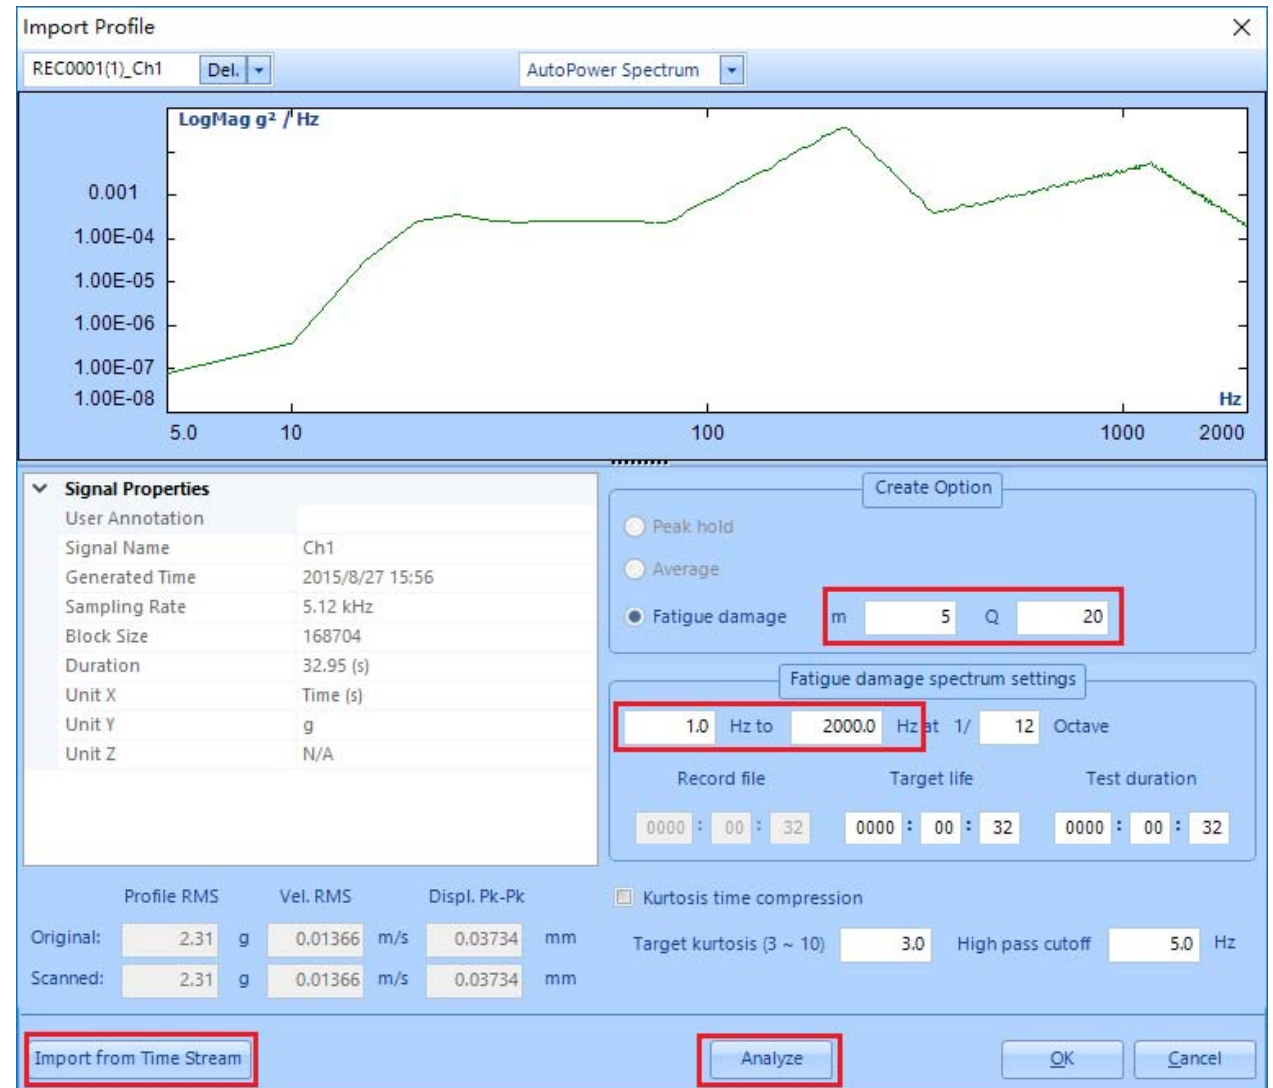 Import Profile
REC0001(1)_Ch1 Del. AutoPower Spectrum
LogMag g² / Hz
0.001
1.00E-04
1.00E-05
1.00E-06
1.00E-07
1.00E-08
Hz
5.0 10 100 1000 2000
Signal Properties
User Annotation
Signal Name Ch1
Generated Time 2015/8/27 15:56
Sampling Rate 5.12 kHz
Block Size 168704
Duration 32.95 (s)
Unit X Time (s)
Unit Y g
Unit Z N/A
Create Option
Peak hold
Average
Fatigue damage m 5 Q 20
Fatigue damage spectrum settings
1.0 Hz to 2000.0 Hz at 1/ 12 Octave
Record file Target life Test duration
0000 : 00 : 32 0000 : 00 : 32 0000 : 00 : 32
Profile RMS Vel. RMS Displ. Pk-Pk
Original: 2.31 g 0.01366 m/s 0.03734 mm
Scanned: 2.31 g 0.01366 m/s 0.03734 mm
Kurtosis time compression
Target kurtosis (3 ~ 10) 3.0 High pass cutoff 5.0 Hz
Import from Time Stream Analyze OK Cancel